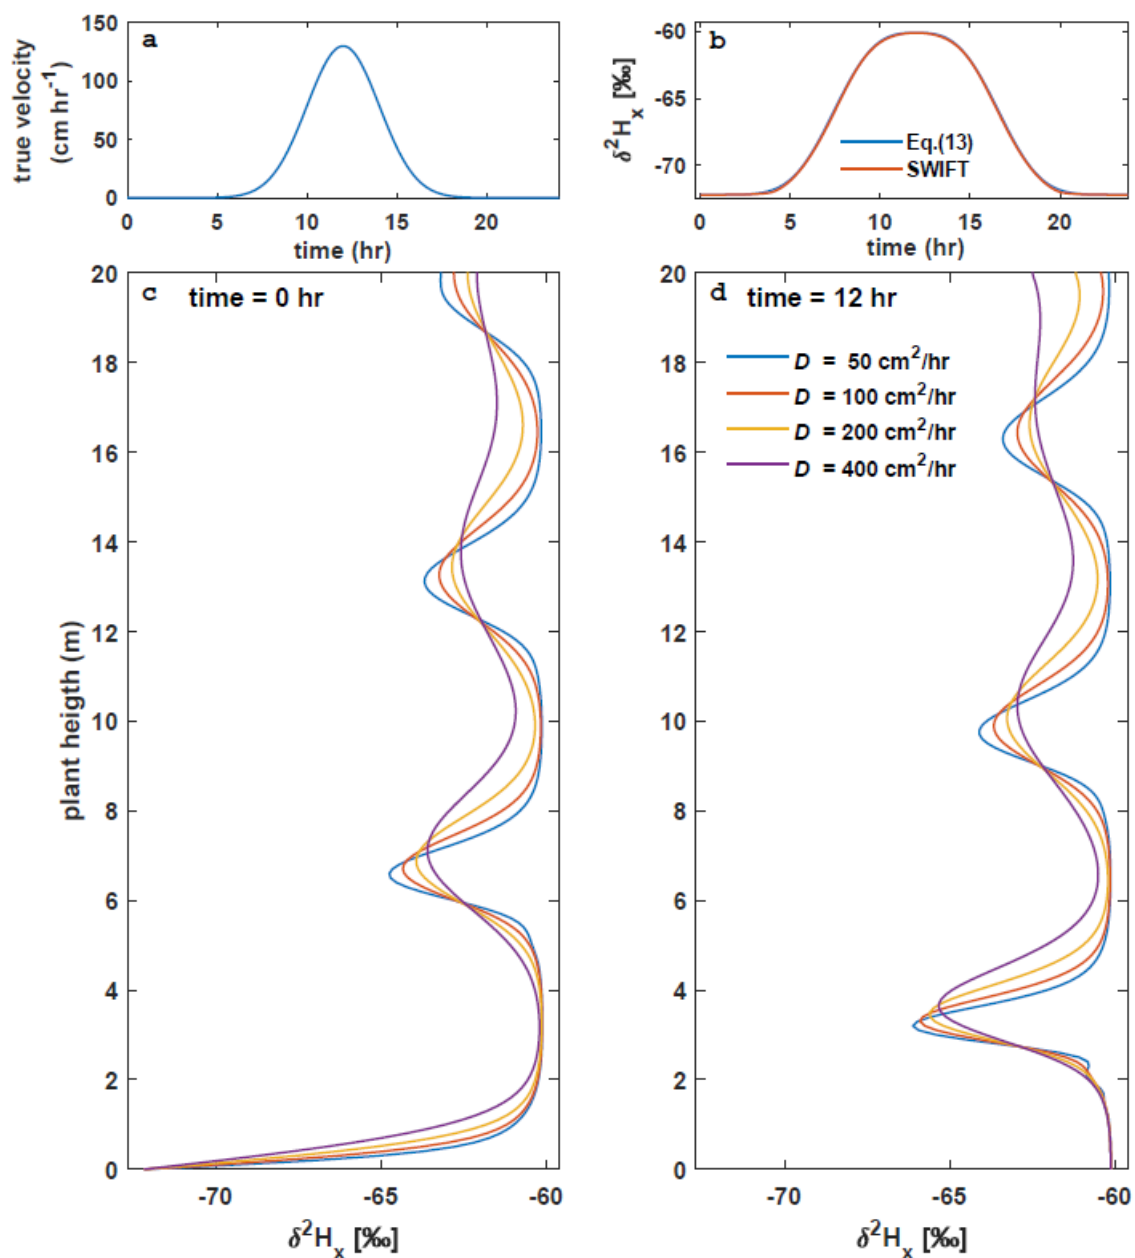 a
true velocity
(cm hr⁻¹)
150
100
50
0
0 5 10 15 20
time (hr)
b
δ²Hₓ [‰]
-60
-65
-70
Eq.(13)
SWIFT
0 5 10 15 20
time (hr)
c time = 0 hr
plant heigth (m)
20
18
16
14
12
10
8
6
4
2
0
-70 -65 -60
δ²Hₓ [‰]
d time = 12 hr
D = 50 cm²/hr
D = 100 cm²/hr
D = 200 cm²/hr
D = 400 cm²/hr
20
18
16
14
12
10
8
6
4
2
0
-70 -65 -60
δ²Hₓ [‰]